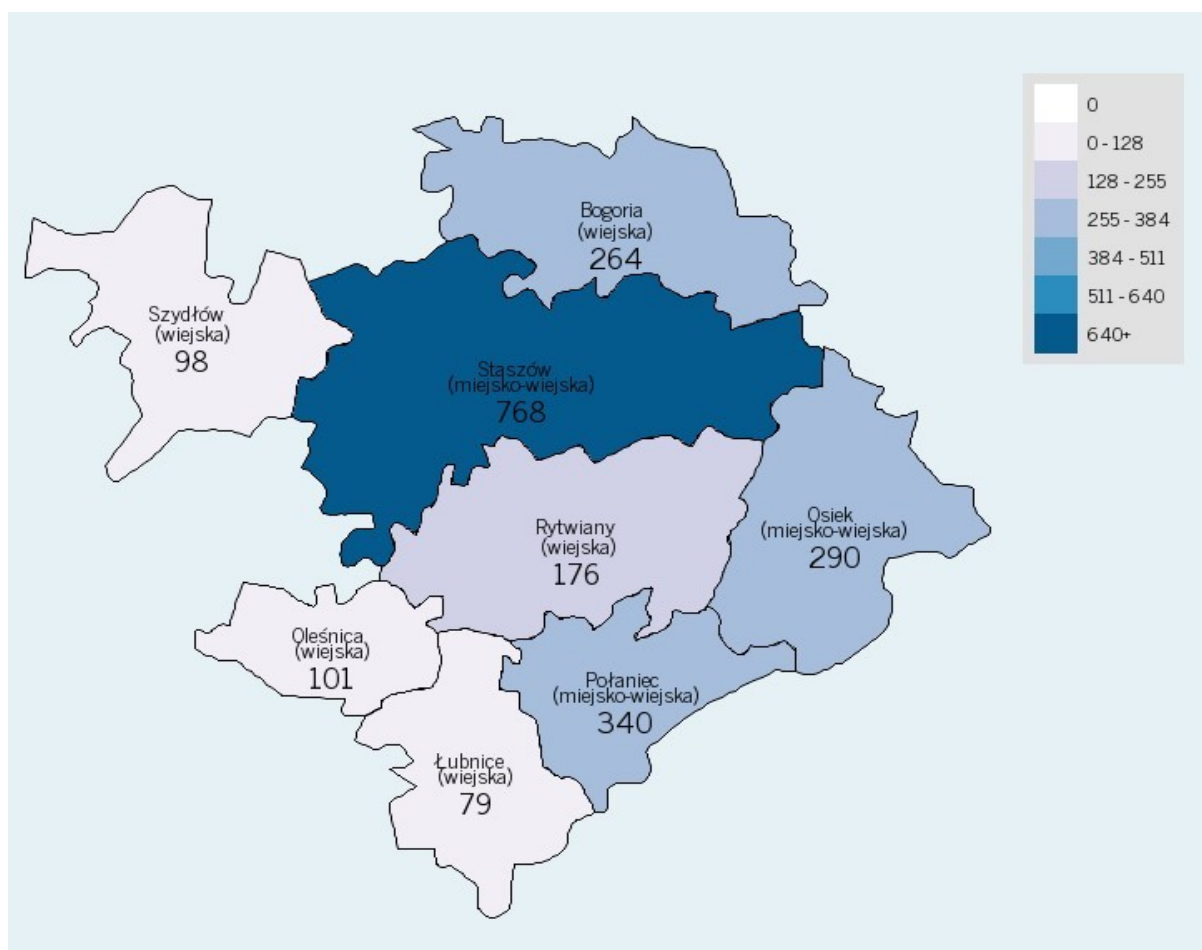 0
0 - 128
128 - 255
255 - 384
384 - 511
511 - 640
640+
Bogoria
(wiejska)
264
Szydłów
(wiejska)
98
Staszów
(miejsko-wiejska)
768
Osiek
(miejsko-wiejska)
290
Rytwiany
(wiejska)
176
Oleśnica
(wiejska)
101
Połaniec
(miejsko-wiejska)
340
Łubnice
(wiejska)
79